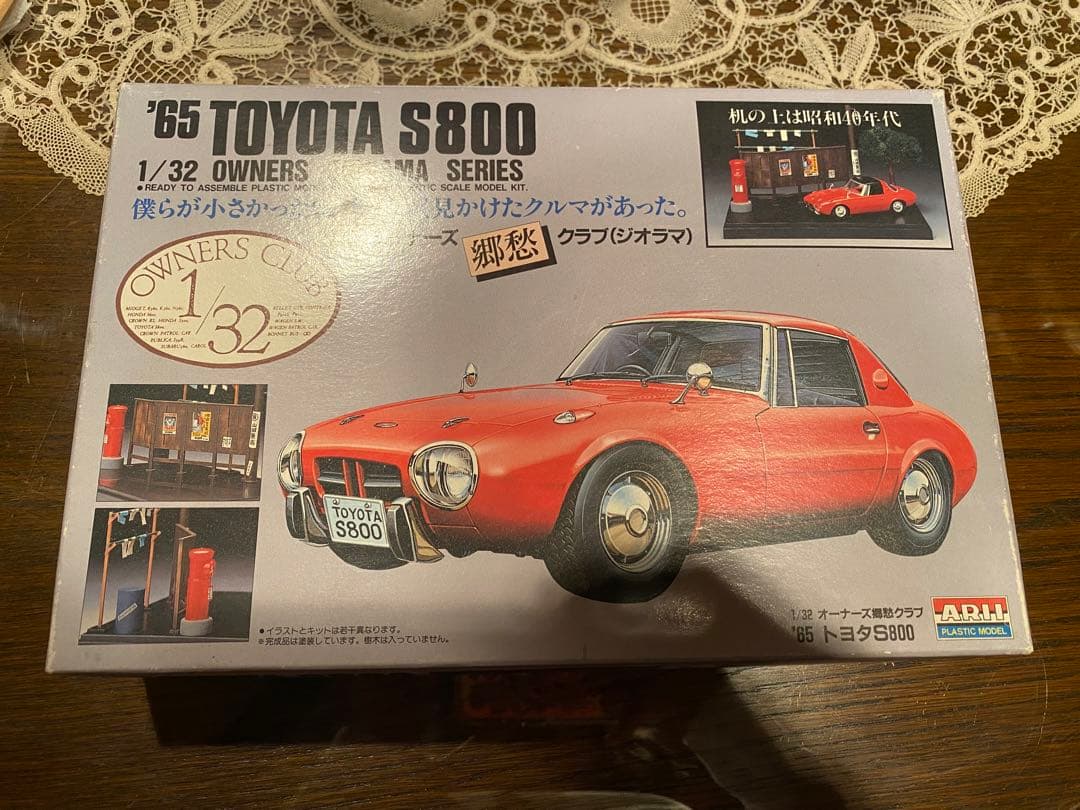 '65 TOYOTA S800
1/32 OWNERS SERIES
●READY TO ASSEMBLE PLASTIC SCALE MODEL KIT.
僕らが小さかった 見かけたクルマがあった。
ーナーズ 郷愁 クラブ(ジオラマ)
机の上は昭和40年代
OWNERS CLUB
1/32
HONDA
TOYOTA
CROWN PATROL CAR
TOYOTA
S800
●イラストとキットは若干異なります。
※完成品は塗装しています。樹木は入っていません。
1/32 オーナーズ郷愁クラブ
'65 トヨタS800
ARII
PLASTIC MODEL